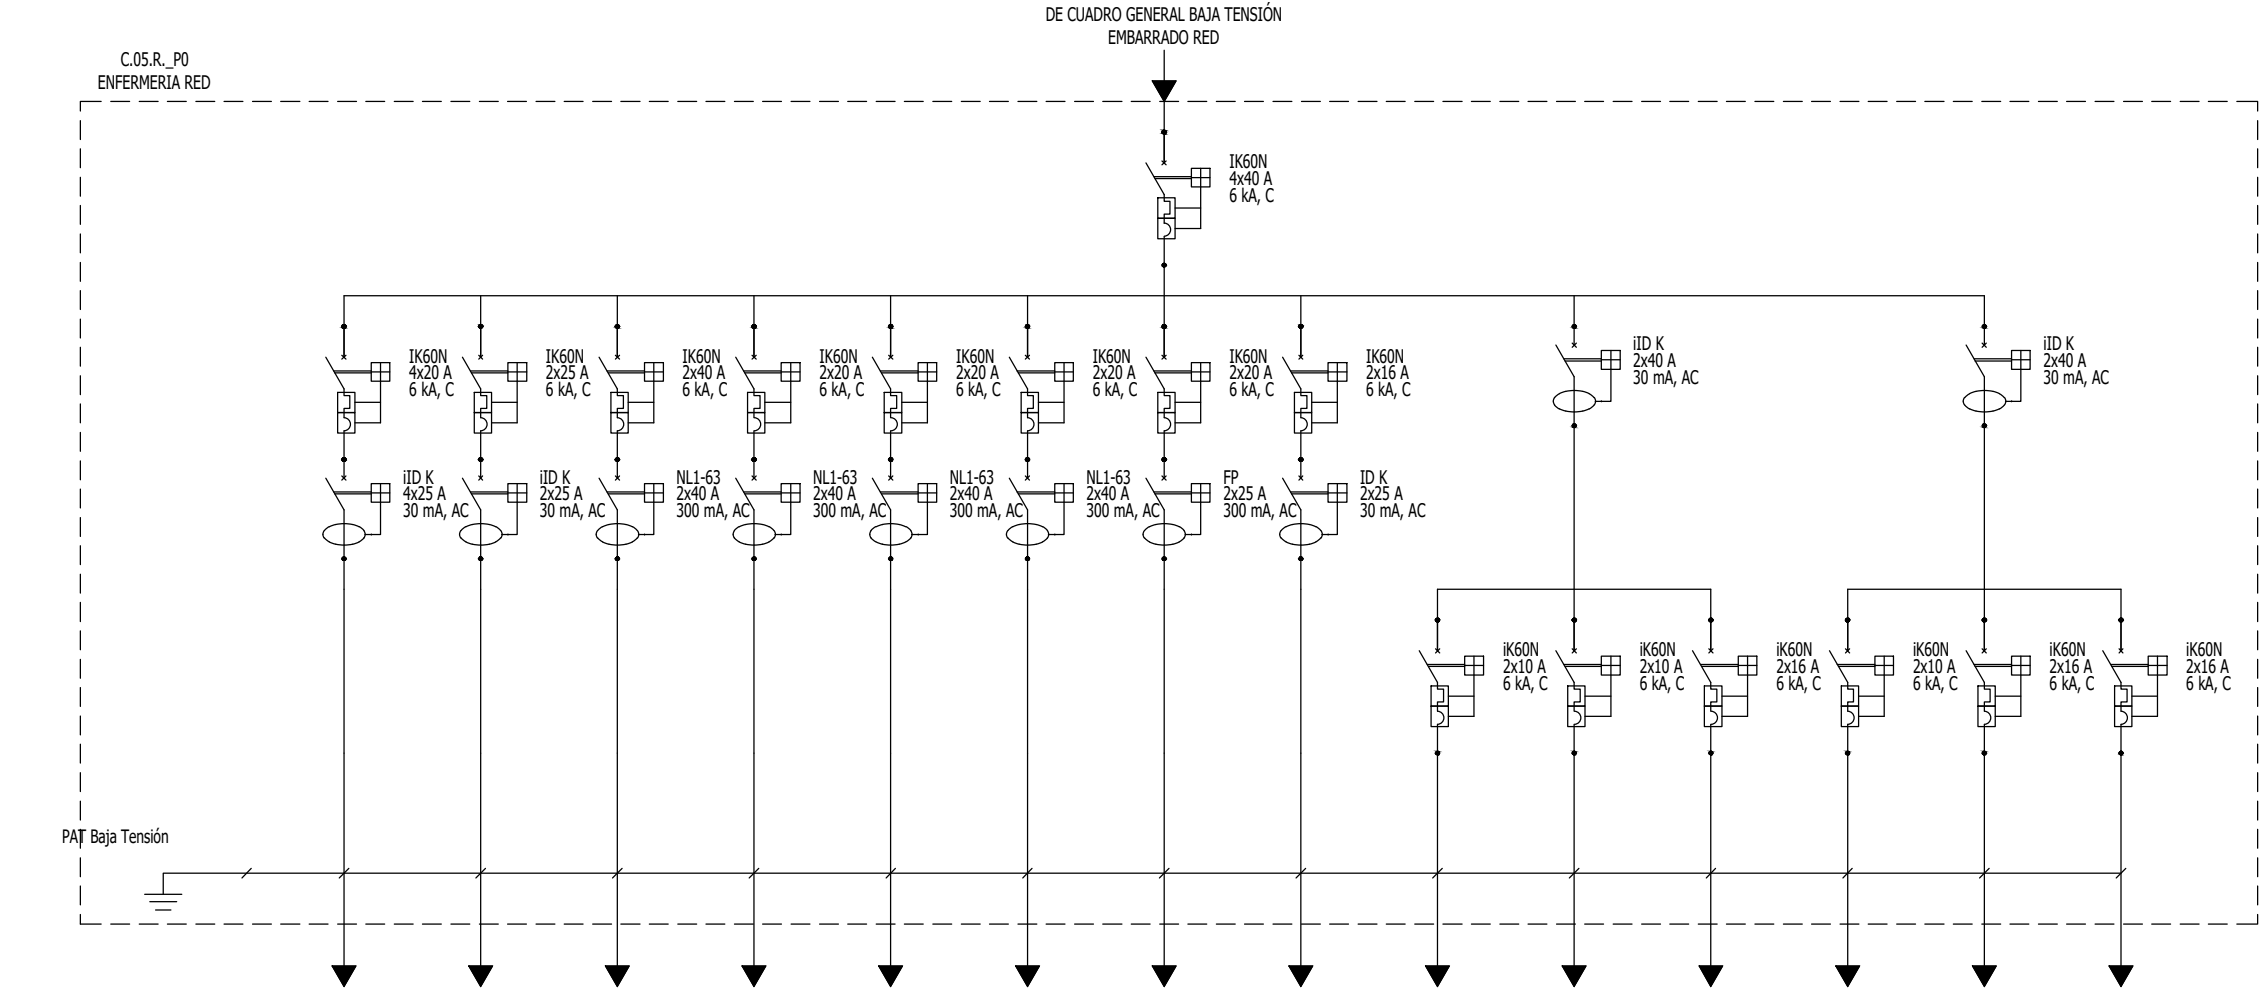 DE CUADRO GENERAL BAJA TENSIÓN
EMBARRADO RED
C.05.R._P0
ENFERMERIA RED
IK60N
4x40 A
6 kA, C
IK60N
4x20 A
6 kA, C
IK60N
2x25 A
6 kA, C
IK60N
2x40 A
6 kA, C
IK60N
2x20 A
6 kA, C
IK60N
2x20 A
6 kA, C
IK60N
2x20 A
6 kA, C
IK60N
2x20 A
6 kA, C
IK60N
2x16 A
6 kA, C
iID K
2x40 A
30 mA, AC
iID K
2x40 A
30 mA, AC
iID K
4x25 A
30 mA, AC
iID K
2x25 A
30 mA, AC
NL1-63
2x40 A
300 mA, AC
NL1-63
2x40 A
300 mA, AC
NL1-63
2x40 A
300 mA, AC
NL1-63
2x40 A
300 mA, AC
FP
2x25 A
300 mA, AC
ID K
2x25 A
30 mA, AC
iK60N
2x10 A
6 kA, C
iK60N
2x10 A
6 kA, C
iK60N
2x16 A
6 kA, C
iK60N
2x10 A
6 kA, C
iK60N
2x16 A
6 kA, C
iK60N
2x16 A
6 kA, C
PAT Baja Tensión